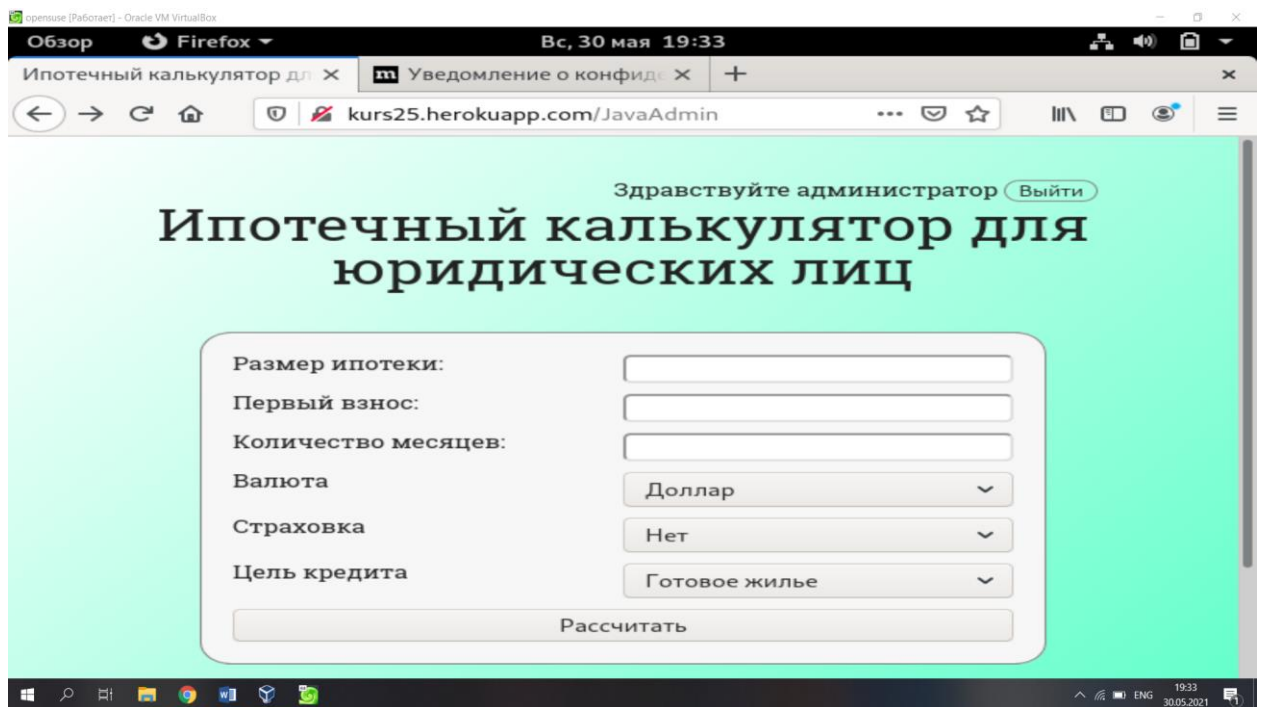 opensuse [Работает] - Oracle VM VirtualBox
Обзор Firefox Вс, 30 мая 19:33
Ипотечный калькулятор дл Уведомление о конфид
kurs25.herokuapp.com/JavaAdmin
Здравствуйте администратор Выйти
Ипотечный калькулятор для
юридических лиц
Размер ипотеки:
Первый взнос:
Количество месяцев:
Валюта Доллар
Страховка Нет
Цель кредита Готовое жилье
Рассчитать
ENG 19:33
30.05.2021